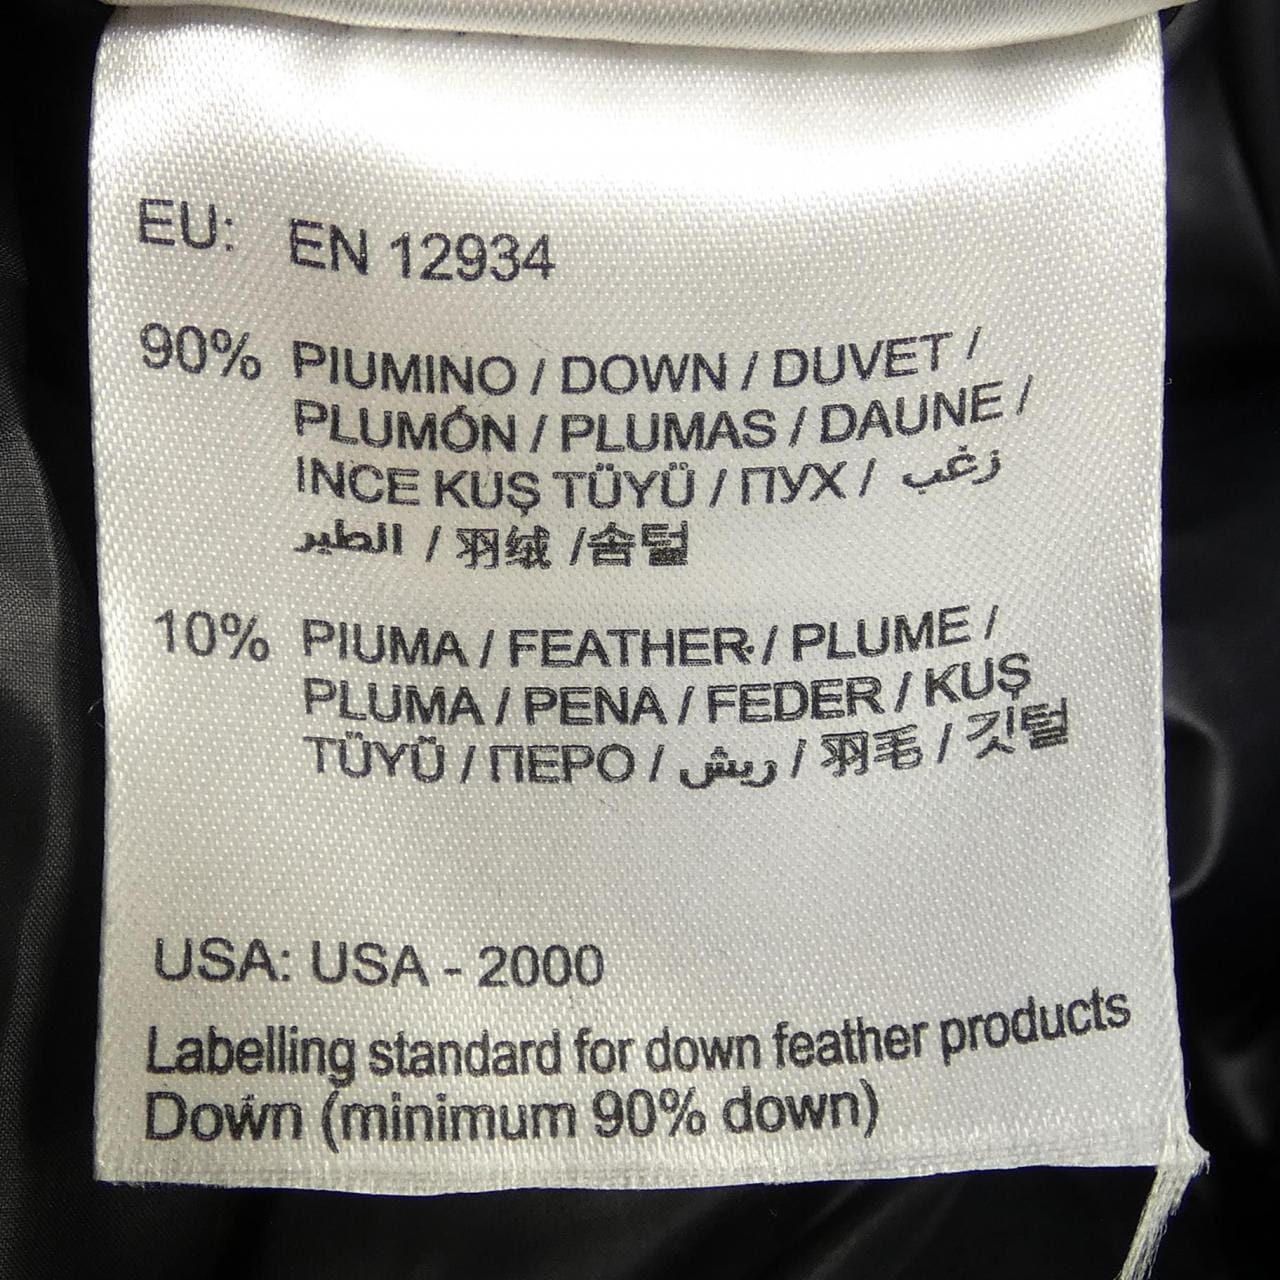 EU: EN 12934
90% PIUMINO / DOWN / DUVET /
PLUMÓN / PLUMAS / DAUNE /
INCE KUŞ TÜYÜ / ПУХ / زغب
الطير / 羽绒 /솜털
10% PIUMA / FEATHER / PLUME /
PLUMA / PENA / FEDER / KUŞ
TÜYÜ / ПЕРО / ريش / 羽毛 / 깃털
USA: USA - 2000
Labelling standard for down feather products
Down (minimum 90% down)